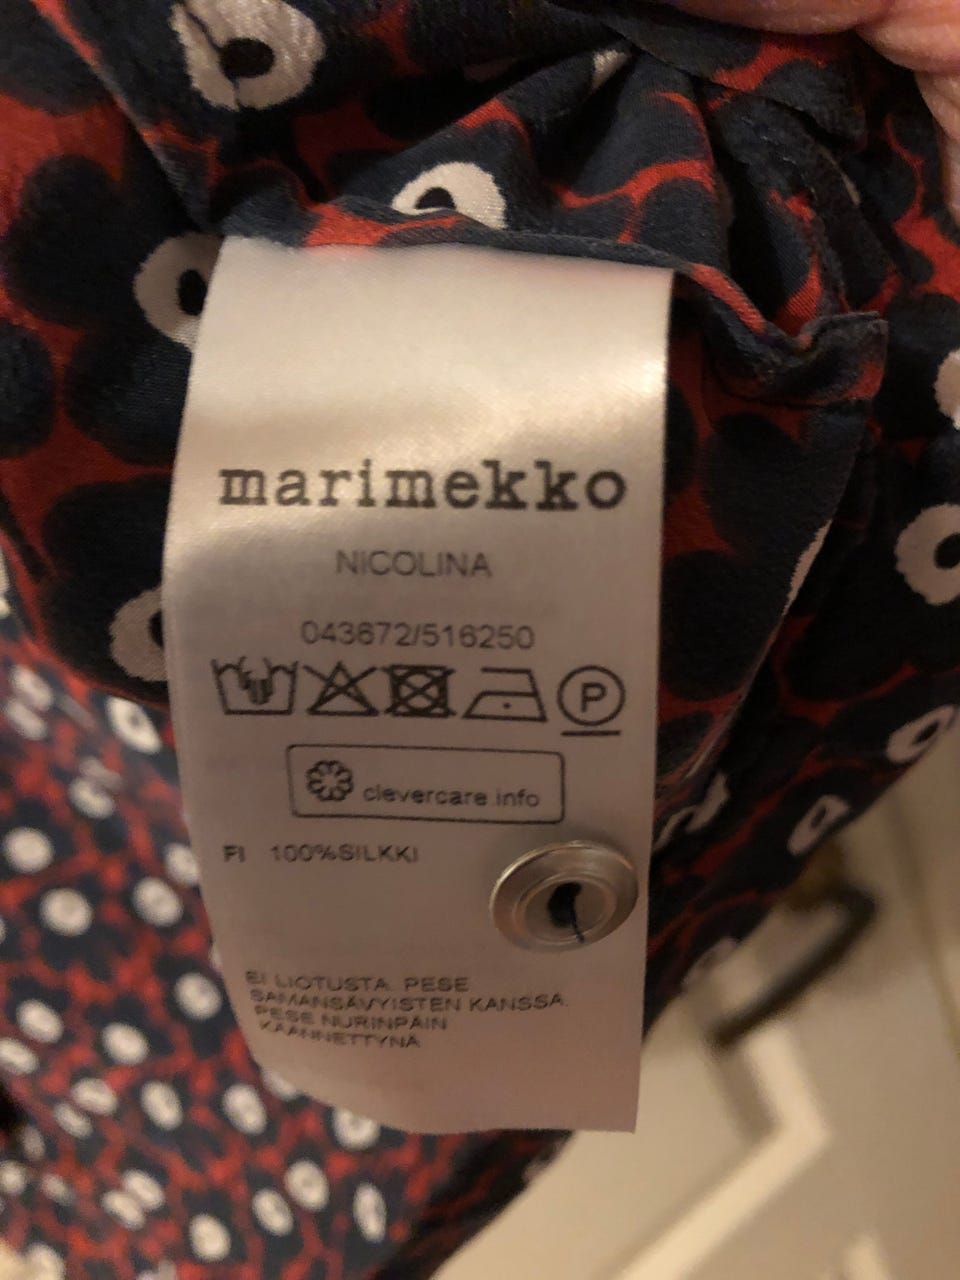 marimekko
NICOLINA
043672/516250
P
clevercare.info
FI 100%SILKKI
EI LIOTUSTA. PESE
SAMANSÄVYISTEN KANSSA.
PESE NURINPÄIN
KÄÄNNETTYNÄ